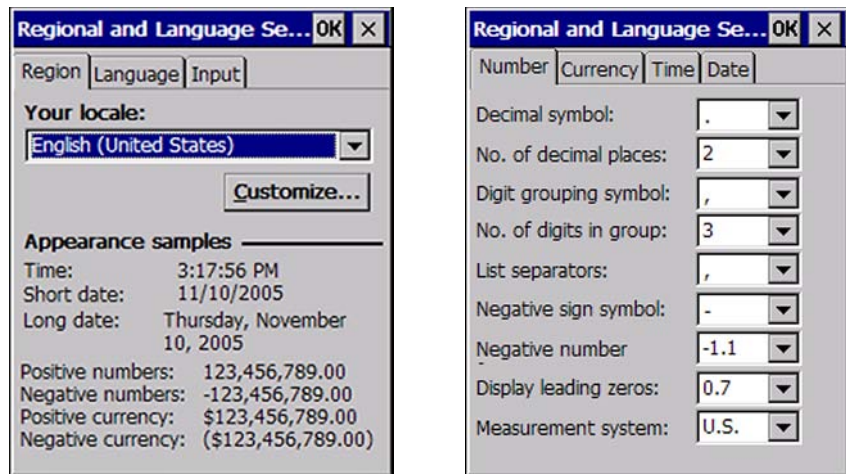 Regional and Language Se... OK ×
Region Language Input
Your locale:
English (United States)
Customize...
Appearance samples
Time: 3:17:56 PM
Short date: 11/10/2005
Long date: Thursday, November
10, 2005
Positive numbers: 123,456,789.00
Negative numbers: -123,456,789.00
Positive currency: $123,456,789.00
Negative currency: ($123,456,789.00)
Regional and Language Se... OK ×
Number Currency Time Date
Decimal symbol: .
No. of decimal places: 2
Digit grouping symbol: ,
No. of digits in group: 3
List separators: ,
Negative sign symbol: -
Negative number -1.1
Display leading zeros: 0.7
Measurement system: U.S.